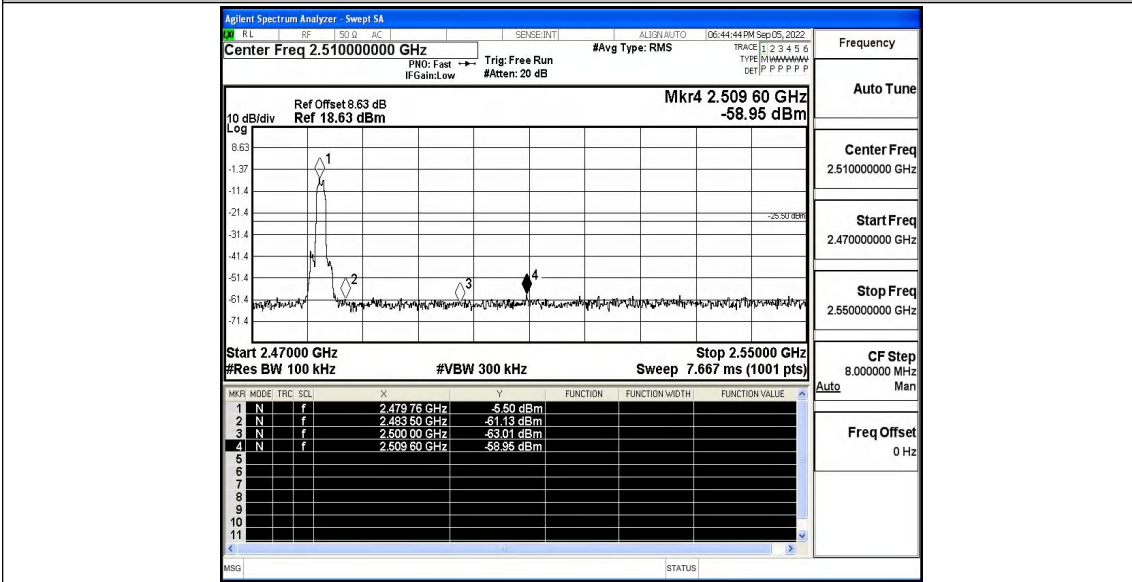 Agilent Spectrum Analyzer - Swept SA
LXI RL RF 50 Ω AC SENSE:INT ALIGN AUTO 06:44:44 PM Sep 05, 2022
Center Freq 2.510000000 GHz
PNO: Fast
IFGain:Low
Trig: Free Run
#Atten: 20 dB
#Avg Type: RMS
TRACE 1 2 3 4 5 6
TYPE M WWWWW
DET P P P P P P
Ref Offset 8.63 dB
10 dB/div Ref 18.63 dBm
Log
Mkr4 2.509 60 GHz
-58.95 dBm
8.63
-1.37
-11.4
-21.4
-31.4
-41.4
-51.4
-61.4
-71.4
1
2
3
4
-25.50 dBm
Start 2.47000 GHz Stop 2.55000 GHz
#Res BW 100 kHz #VBW 300 kHz Sweep 7.667 ms (1001 pts)
MKR MODE TRC SCL X Y FUNCTION FUNCTION WIDTH FUNCTION VALUE
1 N f 2.479 76 GHz -5.50 dBm
2 N f 2.483 50 GHz -61.13 dBm
3 N f 2.500 00 GHz -63.01 dBm
4 N f 2.509 60 GHz -58.95 dBm
5
6
7
8
9
10
11
MSG STATUS
Frequency
Auto Tune
Center Freq
2.510000000 GHz
Start Freq
2.470000000 GHz
Stop Freq
2.550000000 GHz
CF Step
8.000000 MHz
Auto Man
Freq Offset
0 Hz